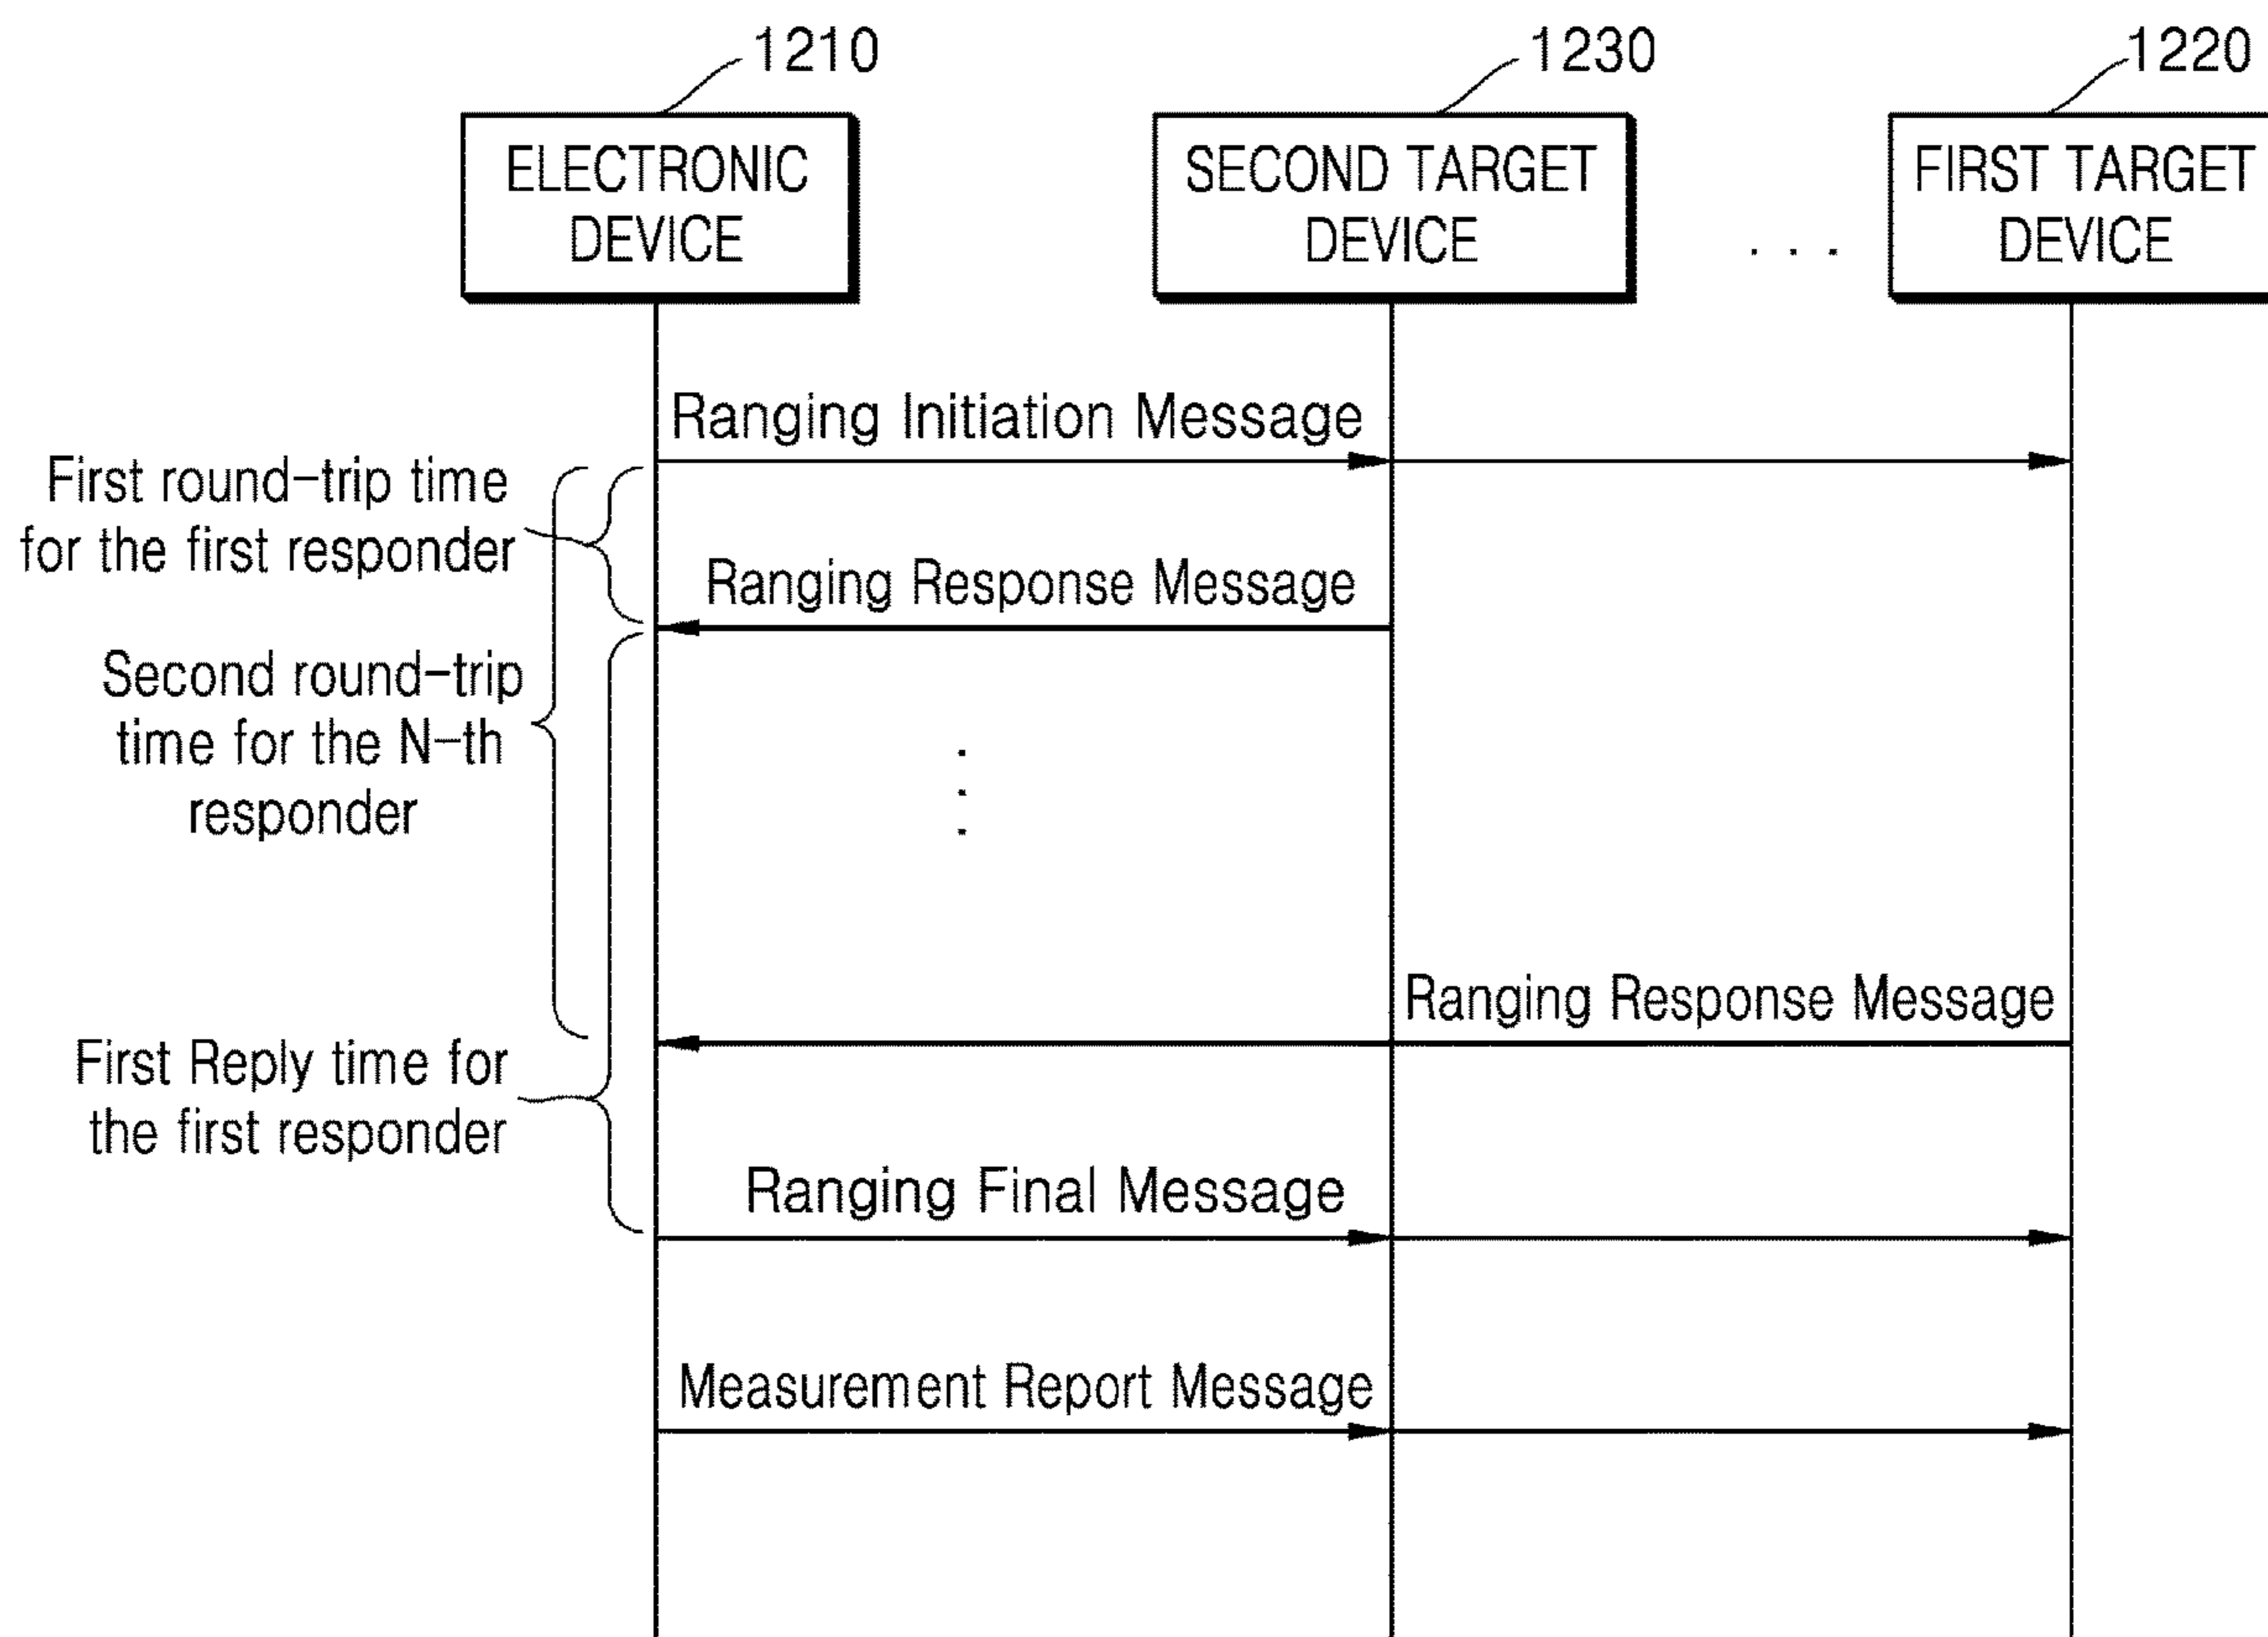 1210
1230
1220
ELECTRONIC
DEVICE
SECOND TARGET
DEVICE
. . .
FIRST TARGET
DEVICE
Ranging Initiation Message
First round-trip time
for the first responder
Ranging Response Message
Second round-trip
time for the N-th
responder
Ranging Response Message
First Reply time for
the first responder
Ranging Final Message
Measurement Report Message